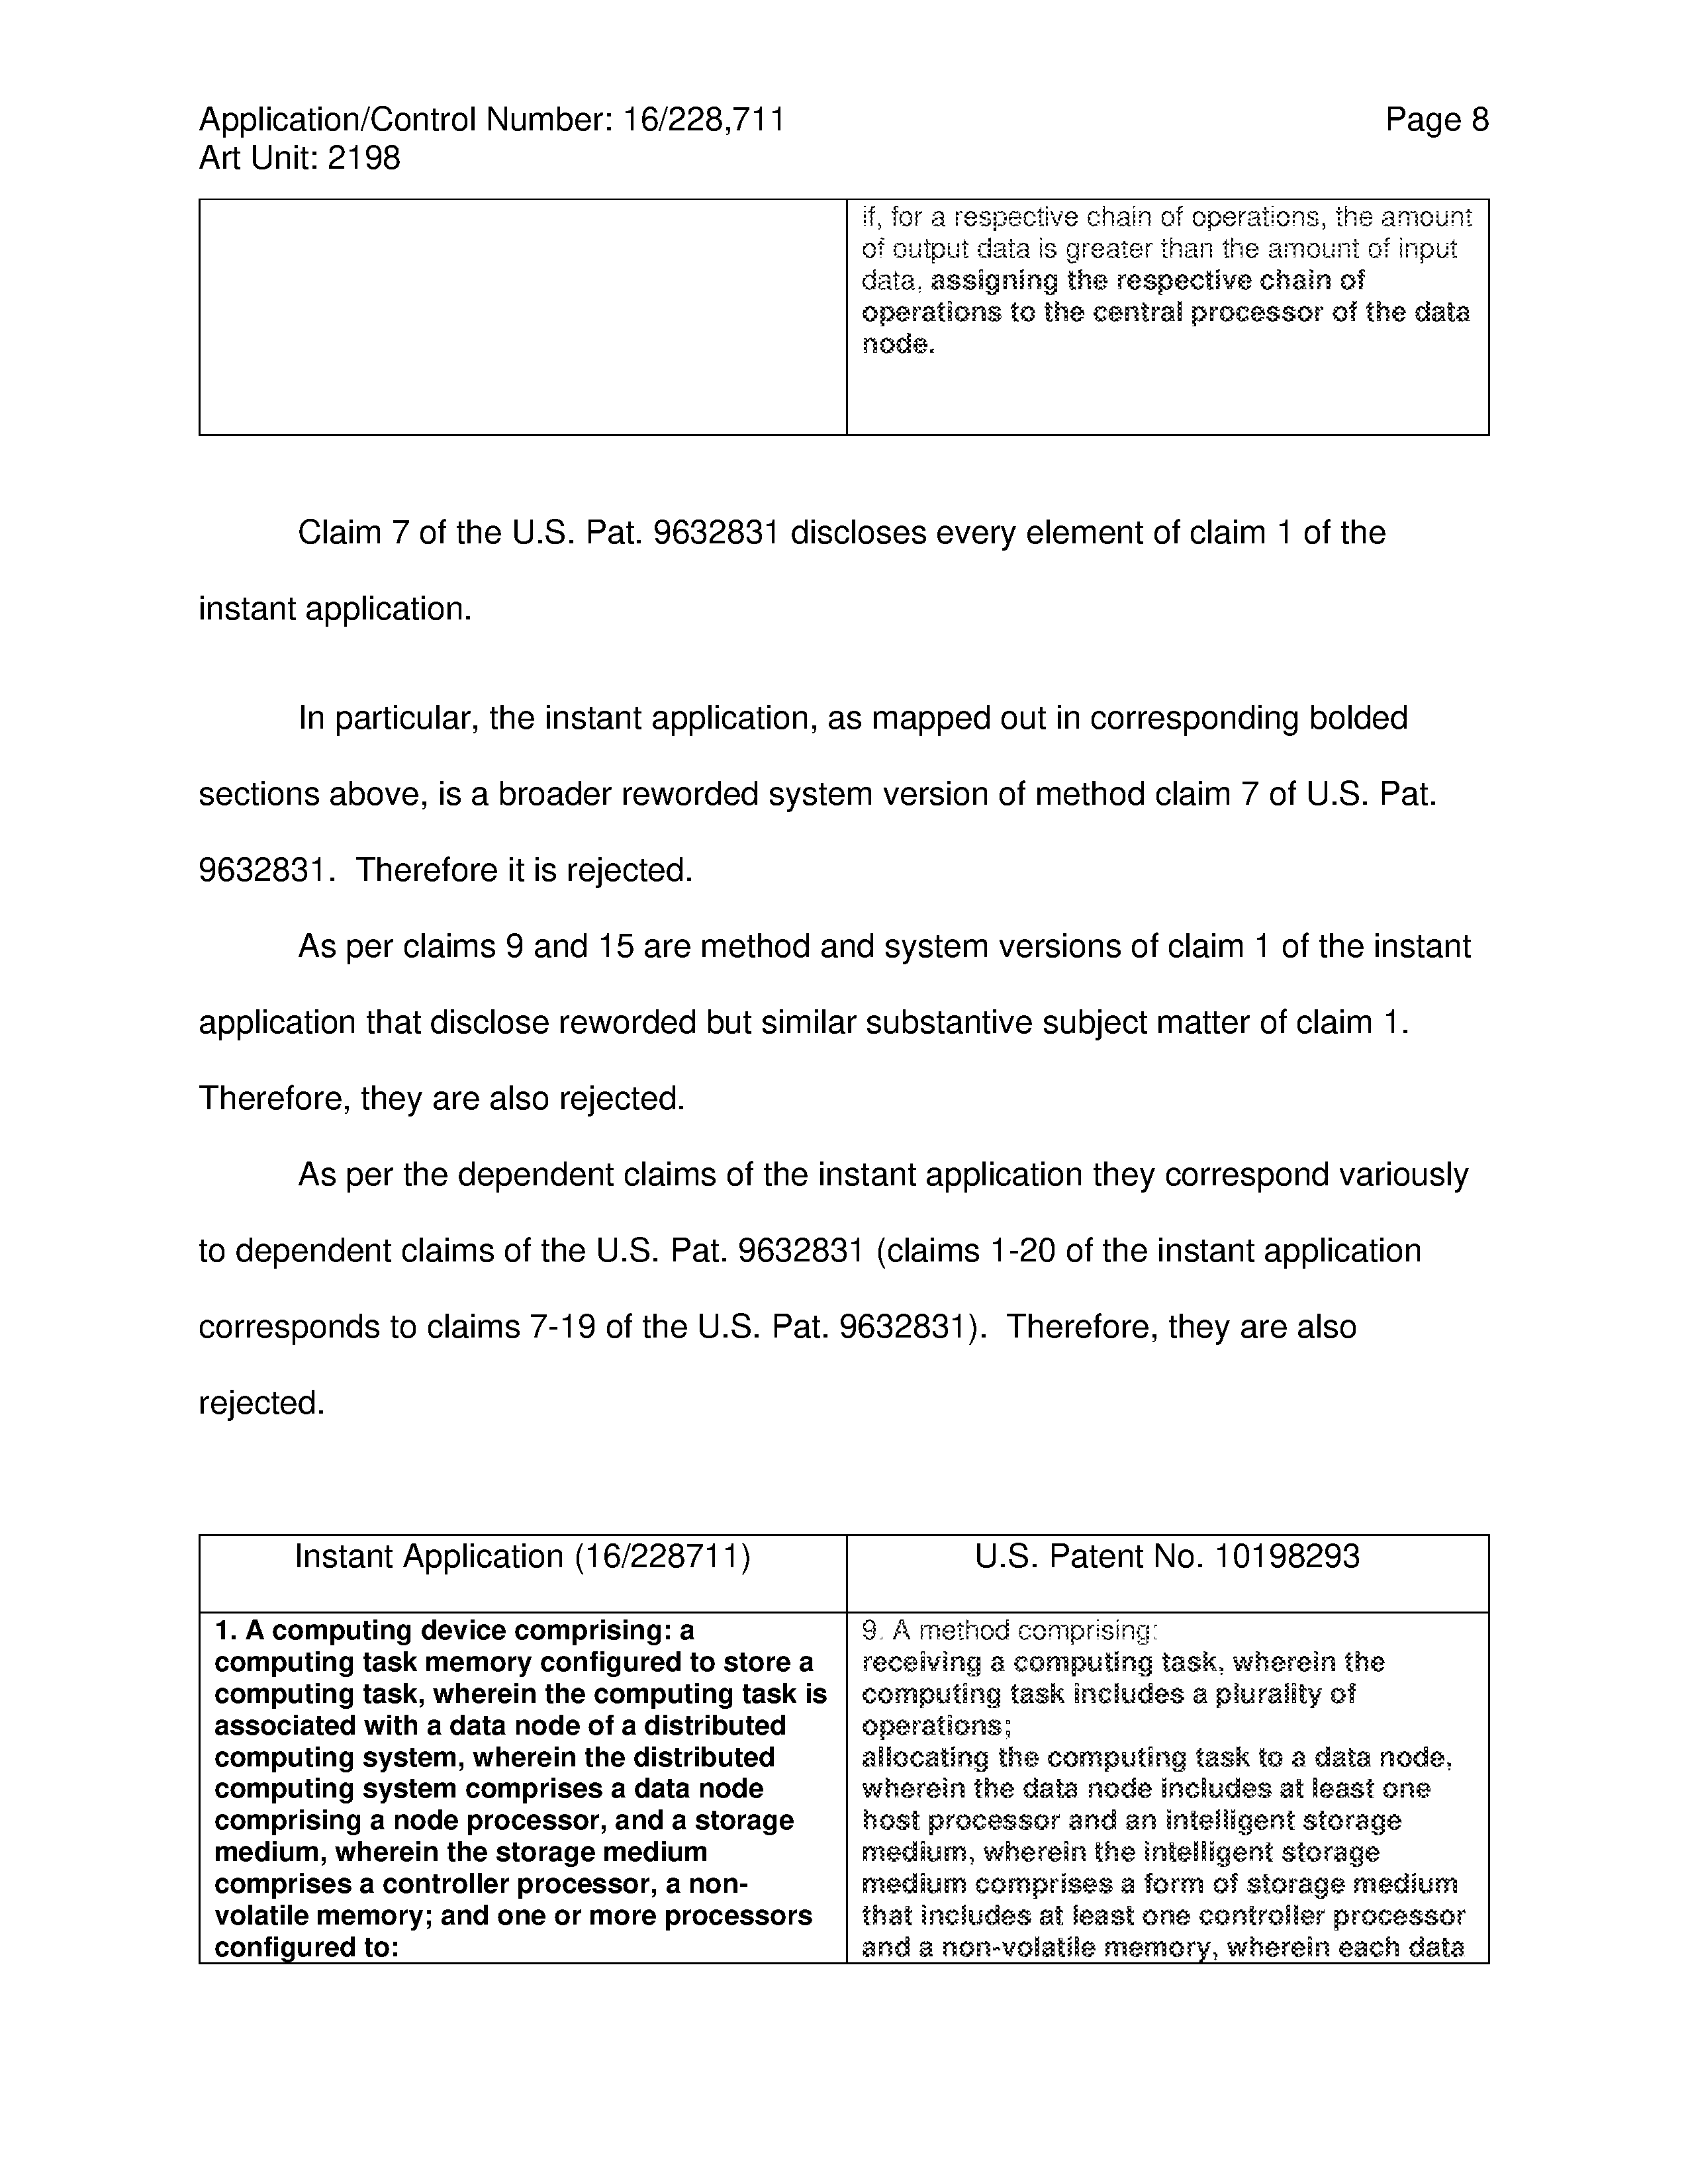 Application/Control Number: 16/228,711 Page 8
Art Unit: 2198
if, for a respective chain of operations, the amount
of output data is greater than the amount of input
data, assigning the respective chain of
operations to the central processor of the data
node.
Claim 7 of the U.S. Pat. 9632831 discloses every element of claim 1 of the
instant application.
In particular, the instant application, as mapped out in corresponding bolded
sections above, is a broader reworded system version of method claim 7 of U.S. Pat.
9632831.  Therefore it is rejected.
As per claims 9 and 15 are method and system versions of claim 1 of the instant
application that disclose reworded but similar substantive subject matter of claim 1.
Therefore, they are also rejected.
As per the dependent claims of the instant application they correspond variously
to dependent claims of the U.S. Pat. 9632831 (claims 1-20 of the instant application
corresponds to claims 7-19 of the U.S. Pat. 9632831).  Therefore, they are also
rejected.
Instant Application (16/228711)
1. A computing device comprising: a
computing task memory configured to store a
computing task, wherein the computing task is
associated with a data node of a distributed
computing system, wherein the distributed
computing system comprises a data node
comprising a node processor, and a storage
medium, wherein the storage medium
comprises a controller processor, a non-
volatile memory; and one or more processors
configured to:
U.S. Patent No. 10198293
9. A method comprising:
receiving a computing task, wherein the
computing task includes a plurality of
operations;
allocating the computing task to a data node,
wherein the data node includes at least one
host processor and an intelligent storage
medium, wherein the intelligent storage
medium comprises a form of storage medium
that includes at least one controller processor
and a non-volatile memory, wherein each data